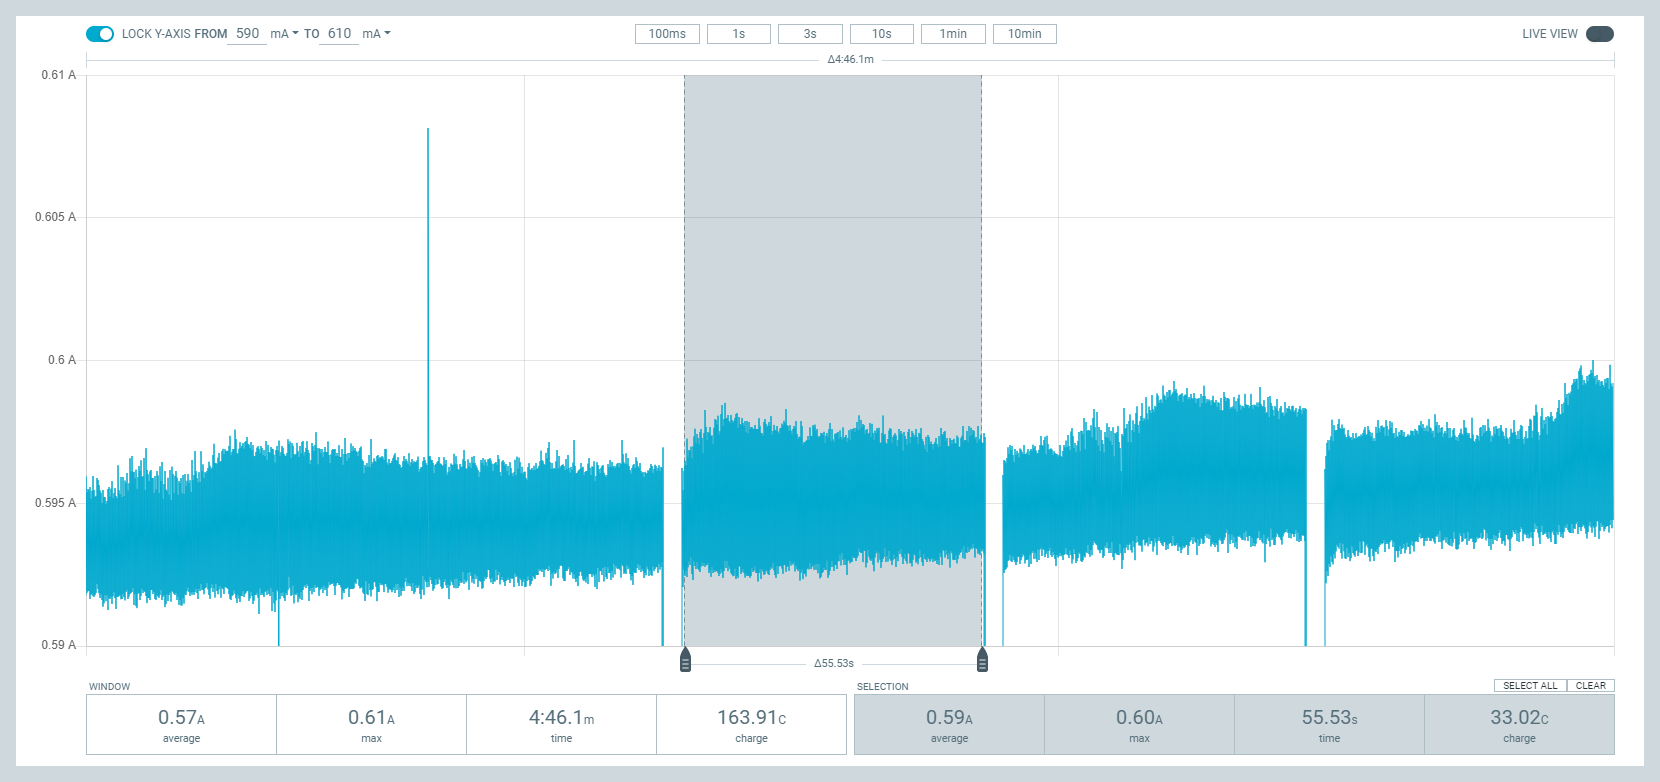 LOCK Y-AXIS FROM 590 mA TO 610 mA
100ms 1s 3s 10s 1min 10min
LIVE VIEW
Δ4:46.1m
0.61 A
0.605 A
0.6 A
0.595 A
0.59 A
Δ55.53s
WINDOW
0.57A 0.61A 4:46.1m 163.91C
average max time charge
SELECTION
SELECT ALL CLEAR
0.59A 0.60A 55.53s 33.02C
average max time charge